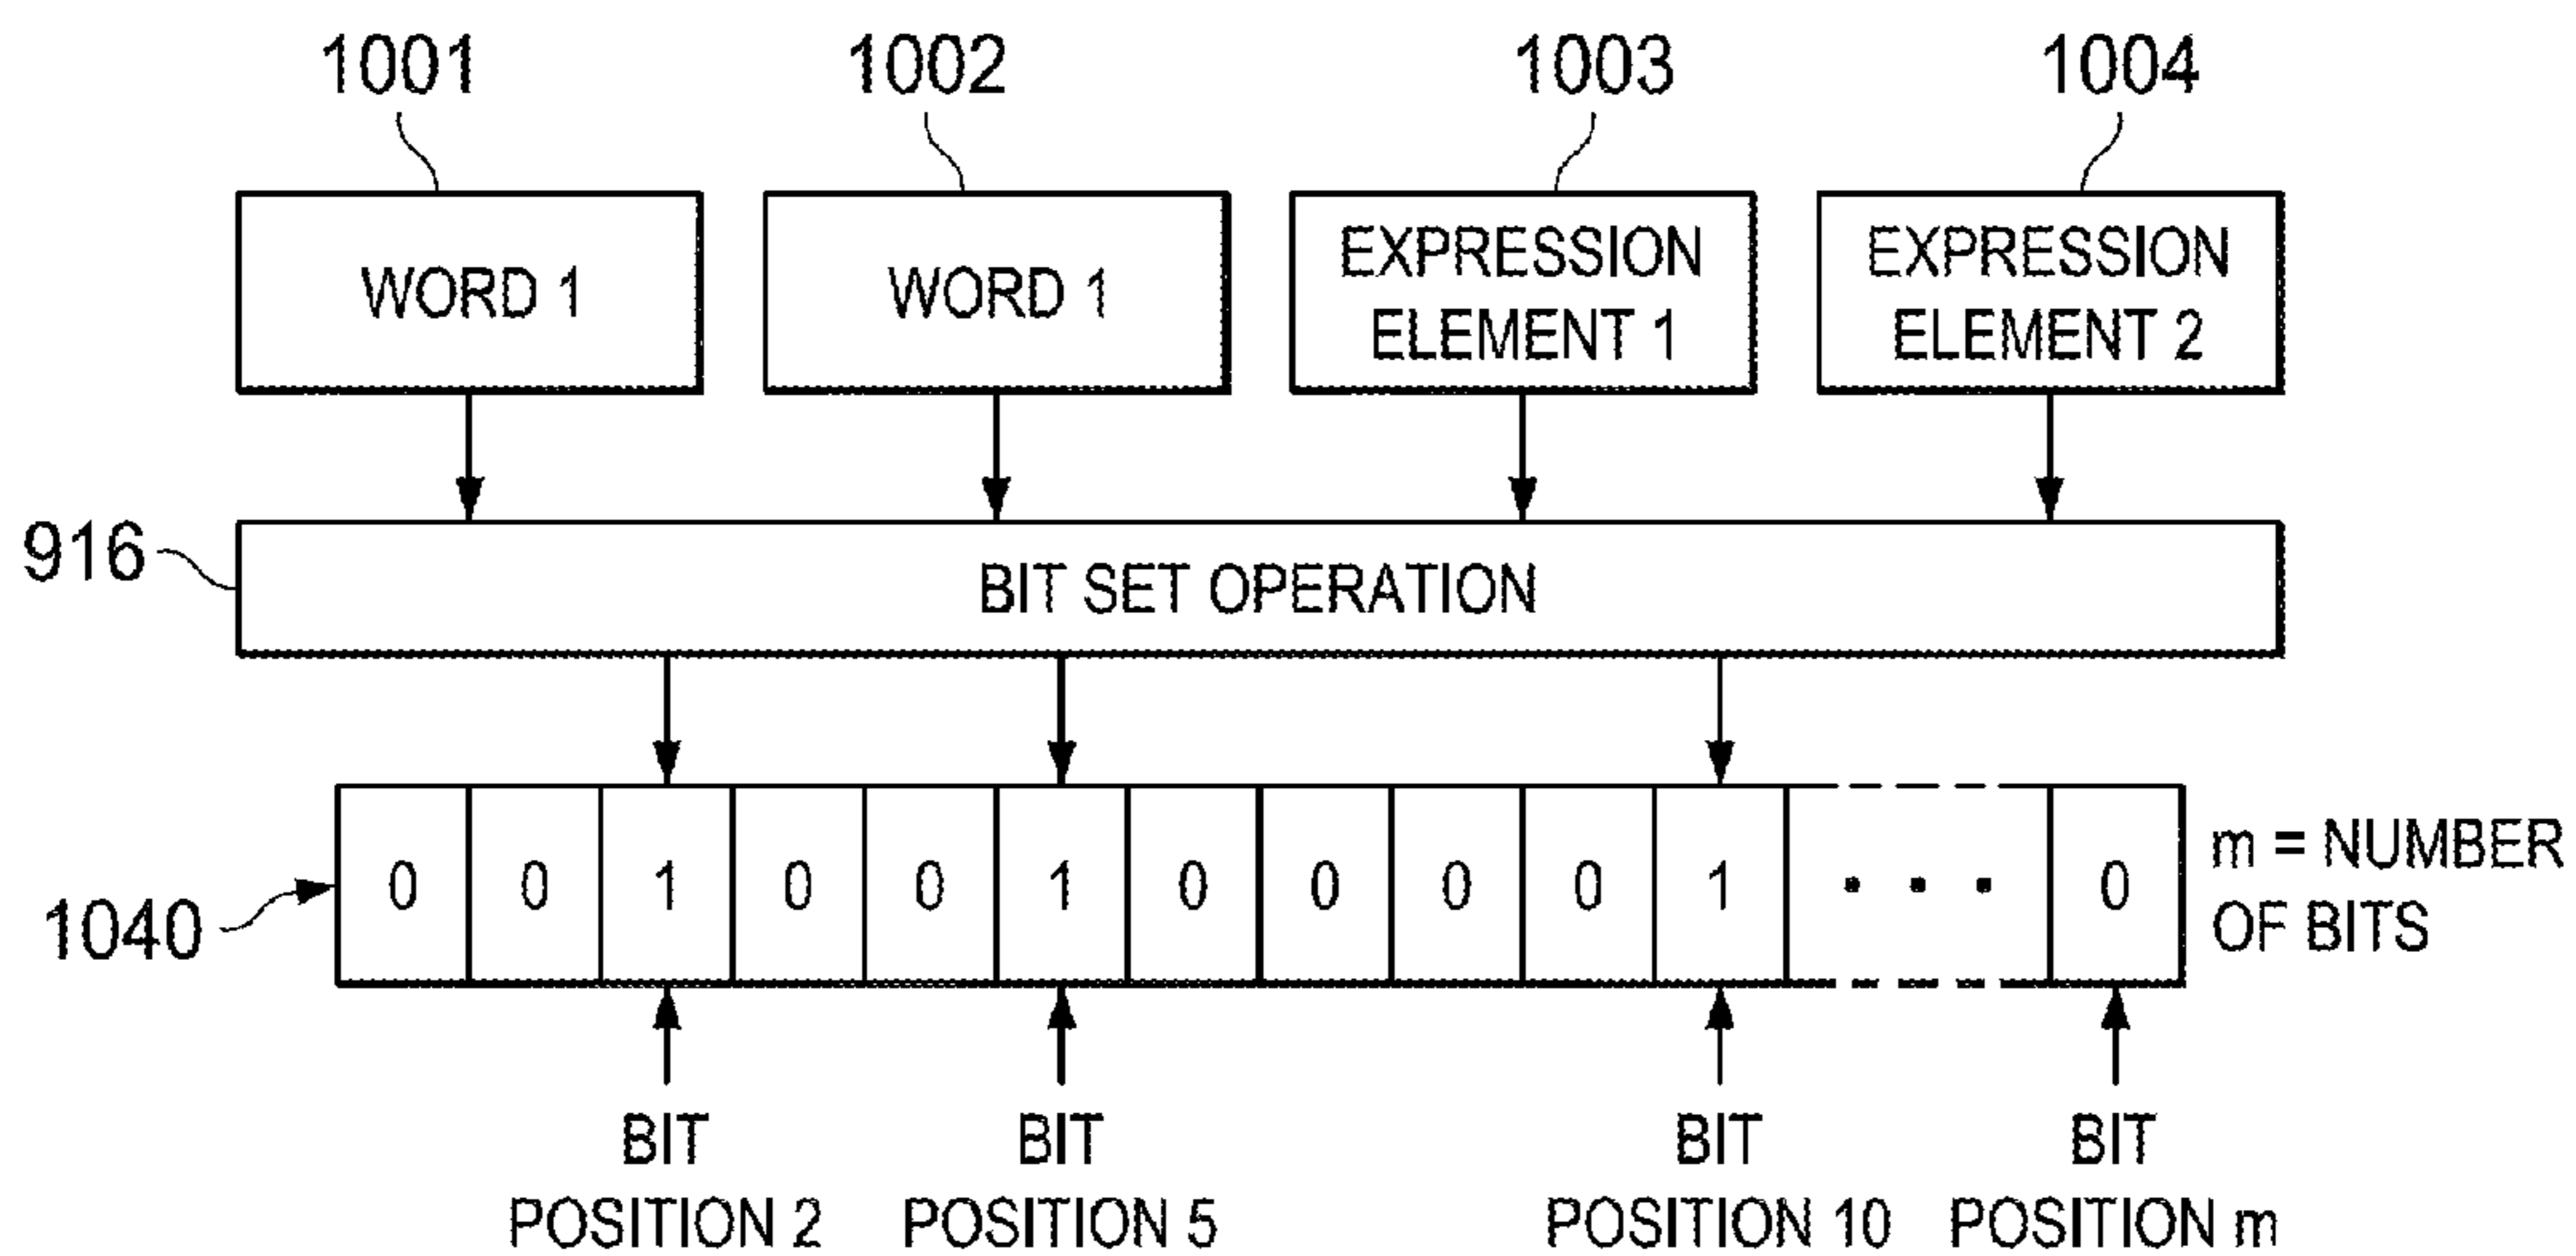 1001 1002 1003 1004
WORD 1
WORD 1
EXPRESSION
ELEMENT 1
EXPRESSION
ELEMENT 2
916
BIT SET OPERATION
1040
0 0 1 0 0 1 0 0 0 0 1 . . . 0
m = NUMBER
OF BITS
BIT
POSITION 2
BIT
POSITION 5
BIT
POSITION 10
BIT
POSITION m